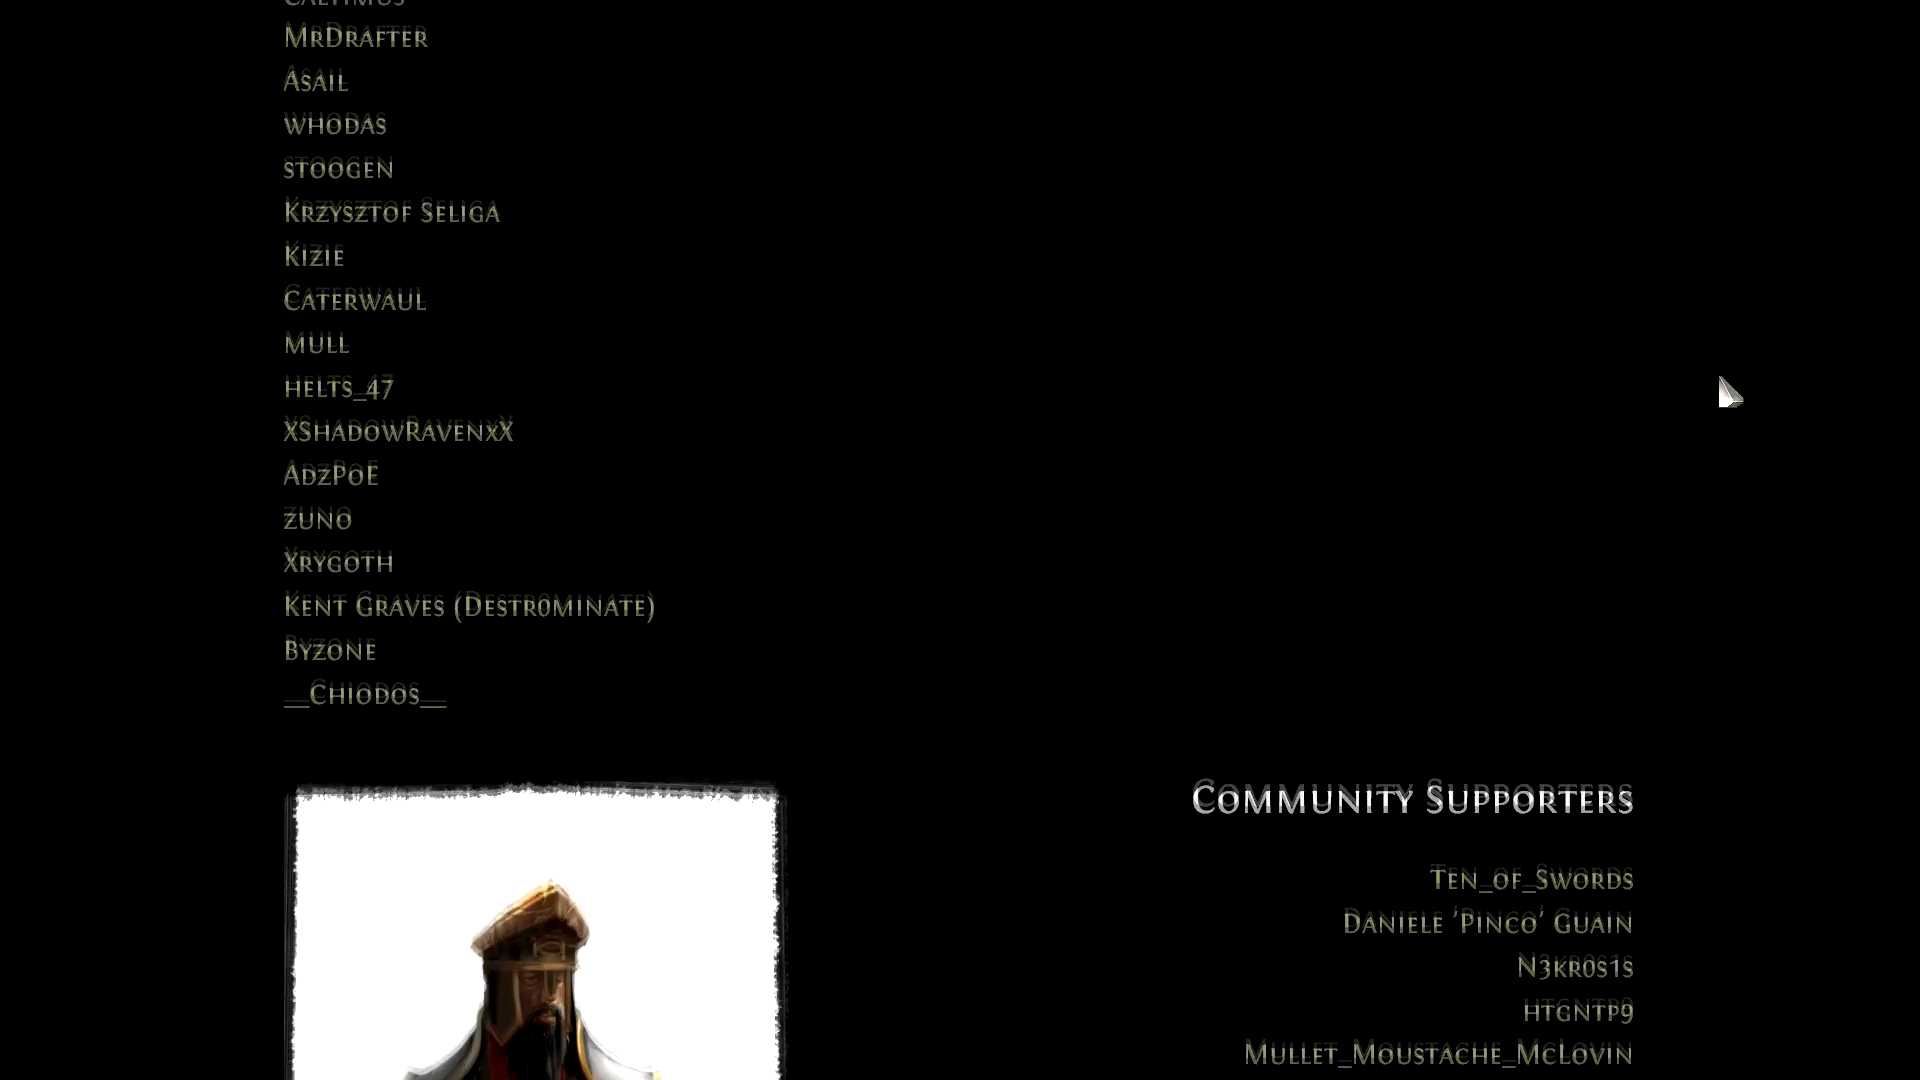 MrDrafter
Asail
whodas
stoogen
Krzysztof Seliga
Kizie
Caterwaul
mull
helts_47
XShadowRavenxX
AdzPoE
zuno
Xrygoth
Kent Graves (Destr0minate)
Byzone
__Chiodos__
Community Supporters
Ten_of_Swords
Daniele 'Pinco' Guain
N3kr0s1s
htgntp9
Mullet_Moustache_McLovin